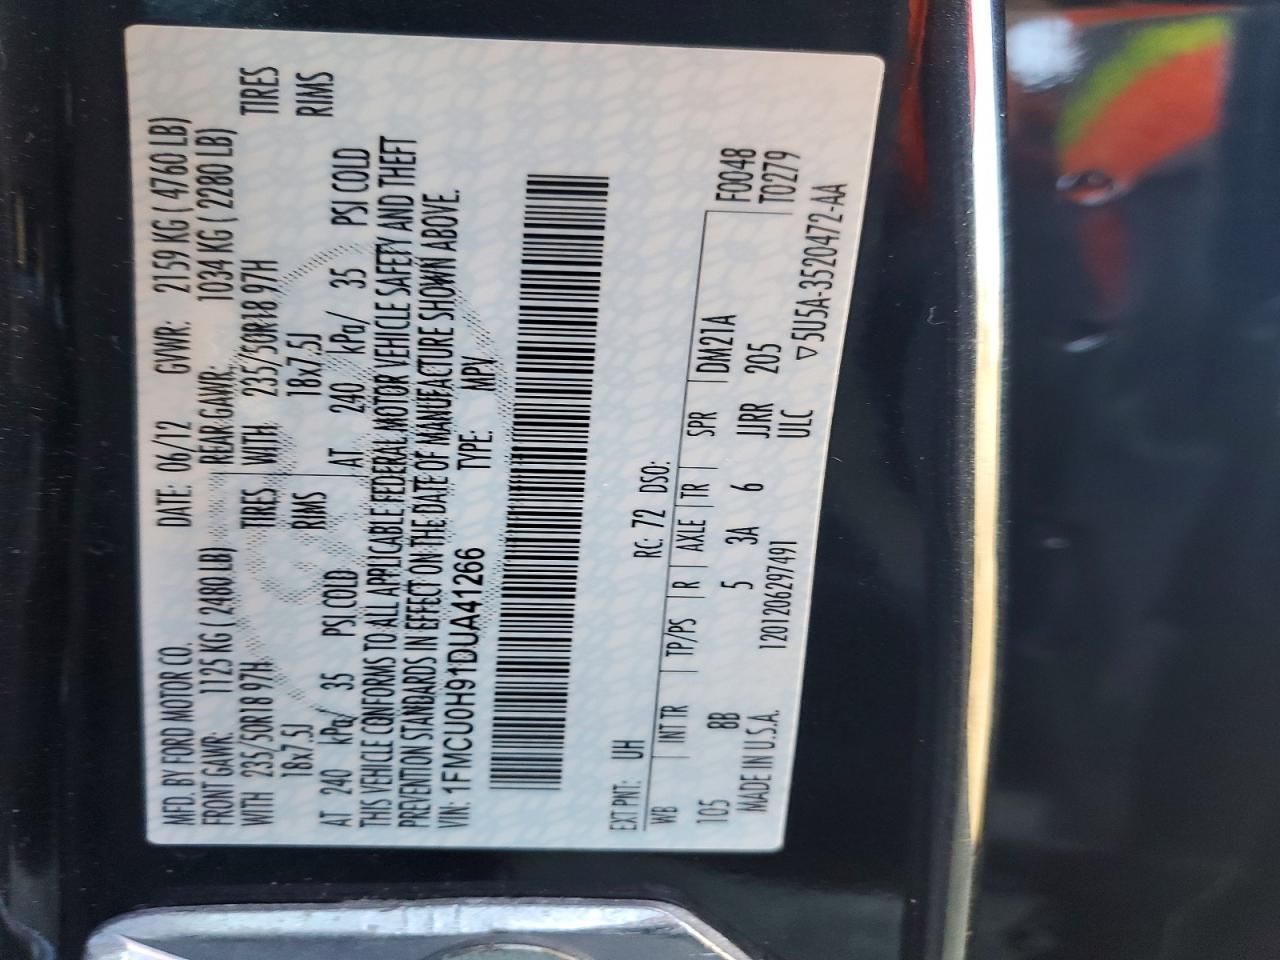 MFD. BY FORD MOTOR CO. DATE: 06/12 GVWR: 2159 KG ( 4760 LB)
FRONT GAWR: 1125 KG ( 2480 LB) REAR GAWR: 1034 KG ( 2280 LB)
WITH 235/50R18 97H TIRES WITH 235/50R18 97H TIRES
18x7.5J RIMS 18x7.5J RIMS
AT 240 kPa/ 35 PSI COLD AT 240 kPa/ 35 PSI COLD
THIS VEHICLE CONFORMS TO ALL APPLICABLE FEDERAL MOTOR VEHICLE SAFETY AND THEFT
PREVENTION STANDARDS IN EFFECT ON THE DATE OF MANUFACTURE SHOWN ABOVE.
VIN: 1FMCU0H91DUA41266 TYPE: MPV
EXT PNT: UH RC: 72 DSO:
WB INT TR TP/PS R AXLE TR SPR DM21A F0048
105 8B 5 3A 6 JJRR 205 T0279
MADE IN U.S.A. 120120629749I ULC ▽5U5A-3520472-AA